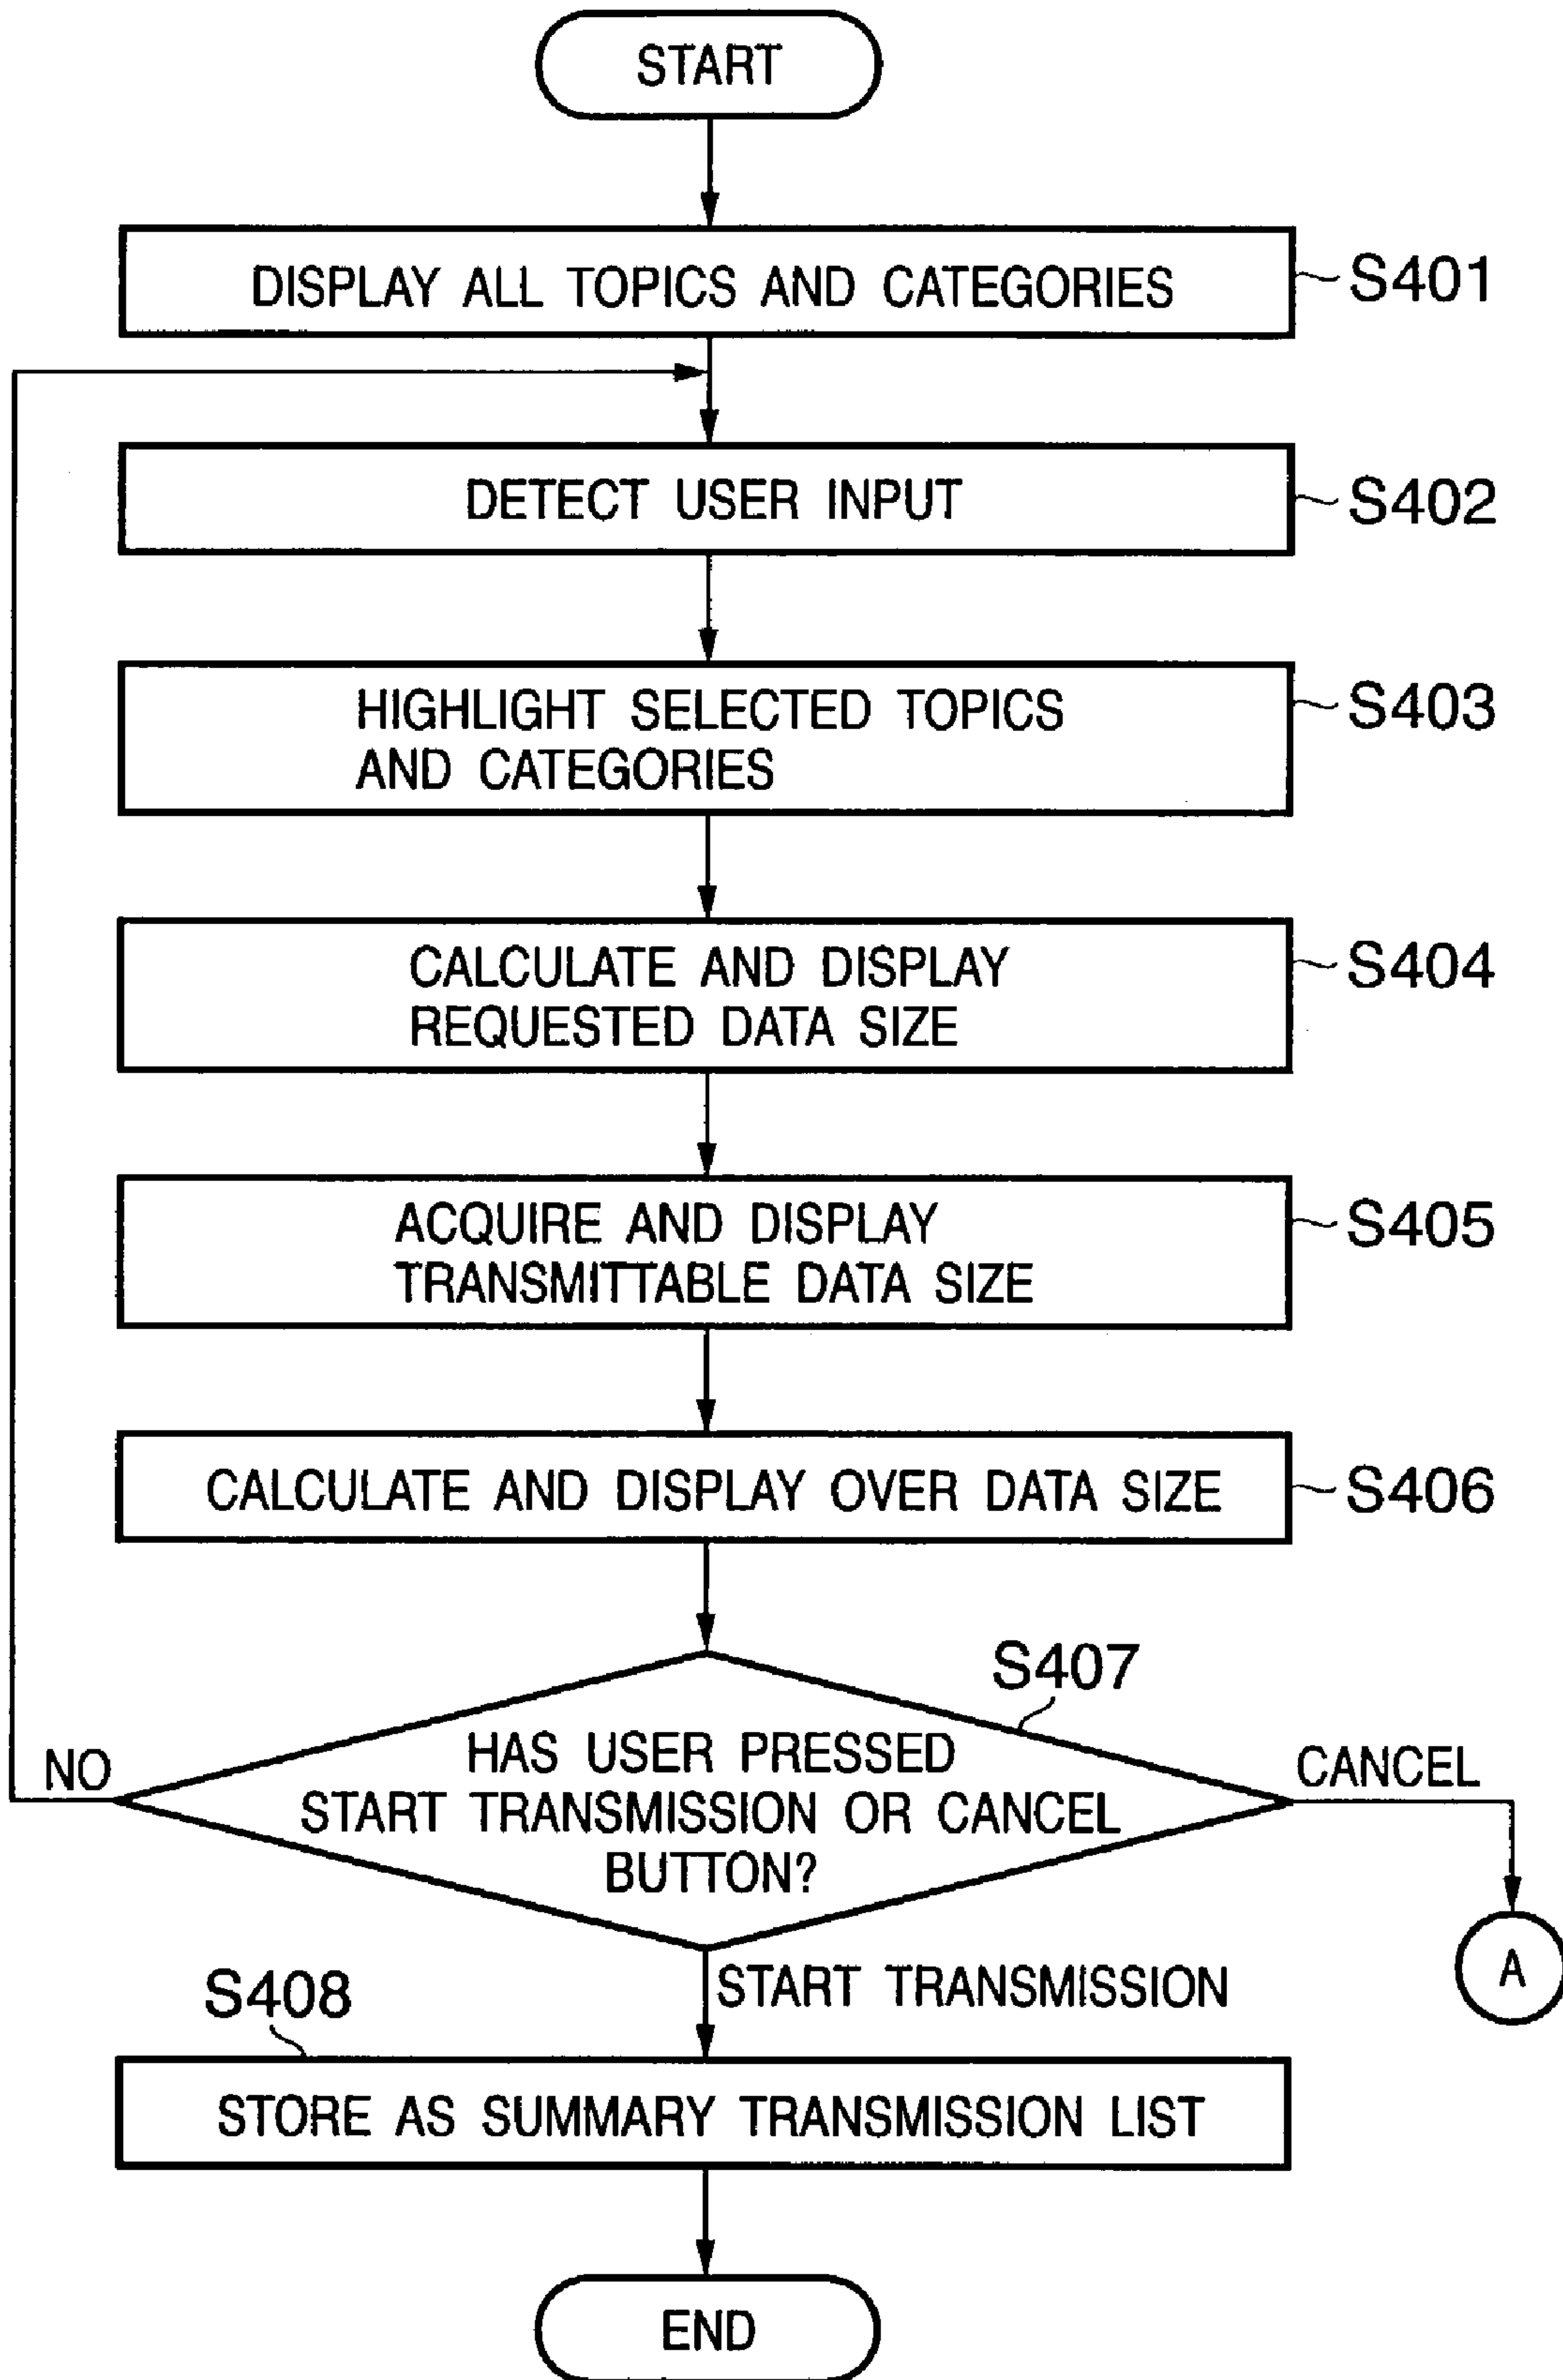 START
DISPLAY ALL TOPICS AND CATEGORIES
S401
DETECT USER INPUT
S402
HIGHLIGHT SELECTED TOPICS
AND CATEGORIES
S403
CALCULATE AND DISPLAY
REQUESTED DATA SIZE
S404
ACQUIRE AND DISPLAY
TRANSMITTABLE DATA SIZE
S405
CALCULATE AND DISPLAY OVER DATA SIZE
S406
S407
HAS USER PRESSED
START TRANSMISSION OR CANCEL
BUTTON?
NO
CANCEL
A
START TRANSMISSION
S408
STORE AS SUMMARY TRANSMISSION LIST
END